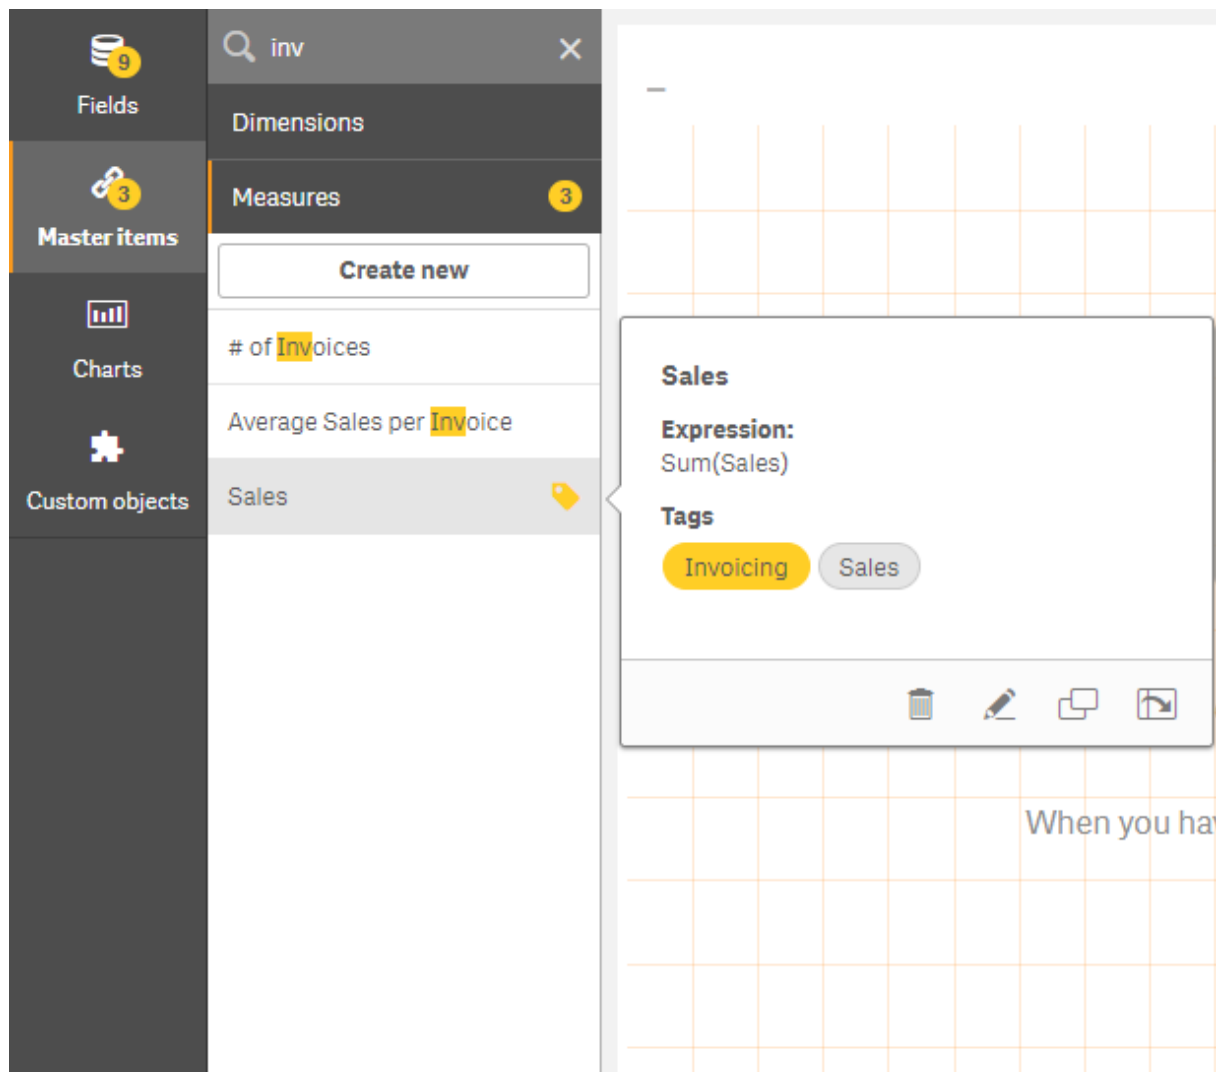 9
Fields
3
Master items
Charts
Custom objects
inv
Dimensions
Measures 3
Create new
# of Invoices
Average Sales per Invoice
Sales
Sales
Expression:
Sum(Sales)
Tags
Invoicing Sales
When you hav